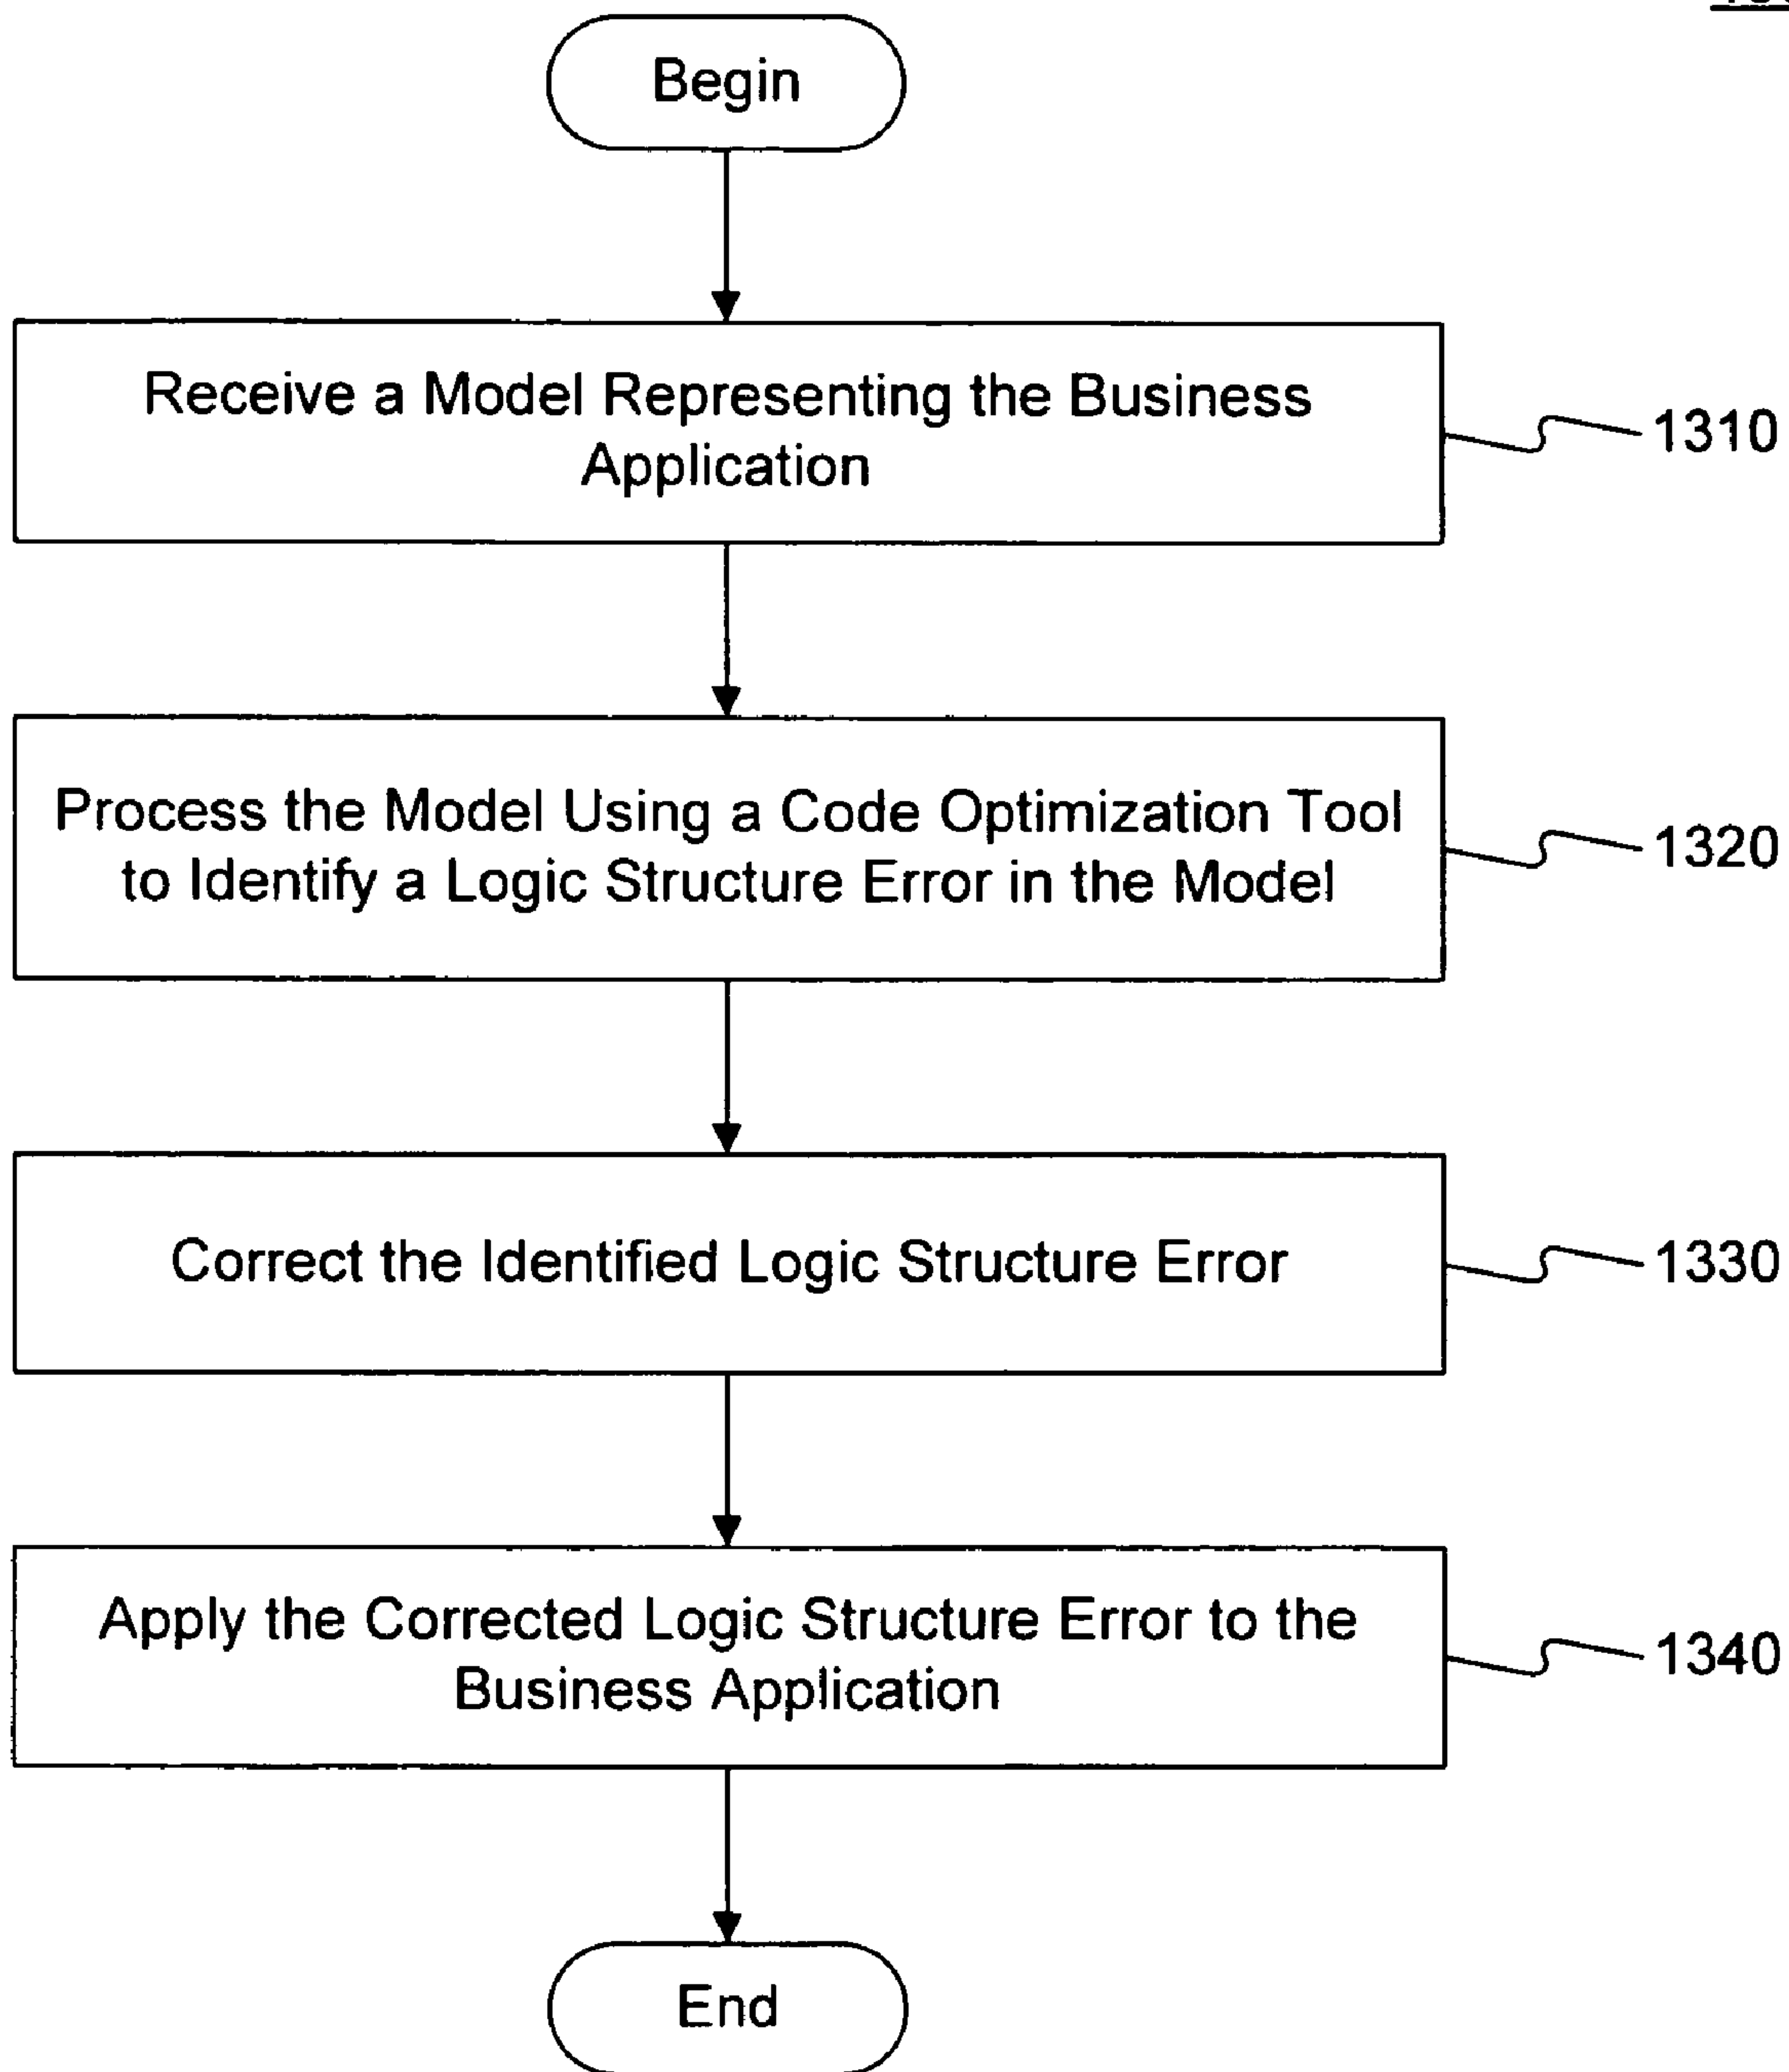 Begin
Receive a Model Representing the Business
Application
1310
Process the Model Using a Code Optimization Tool
to Identify a Logic Structure Error in the Model
1320
Correct the Identified Logic Structure Error
1330
Apply the Corrected Logic Structure Error to the
Business Application
1340
End